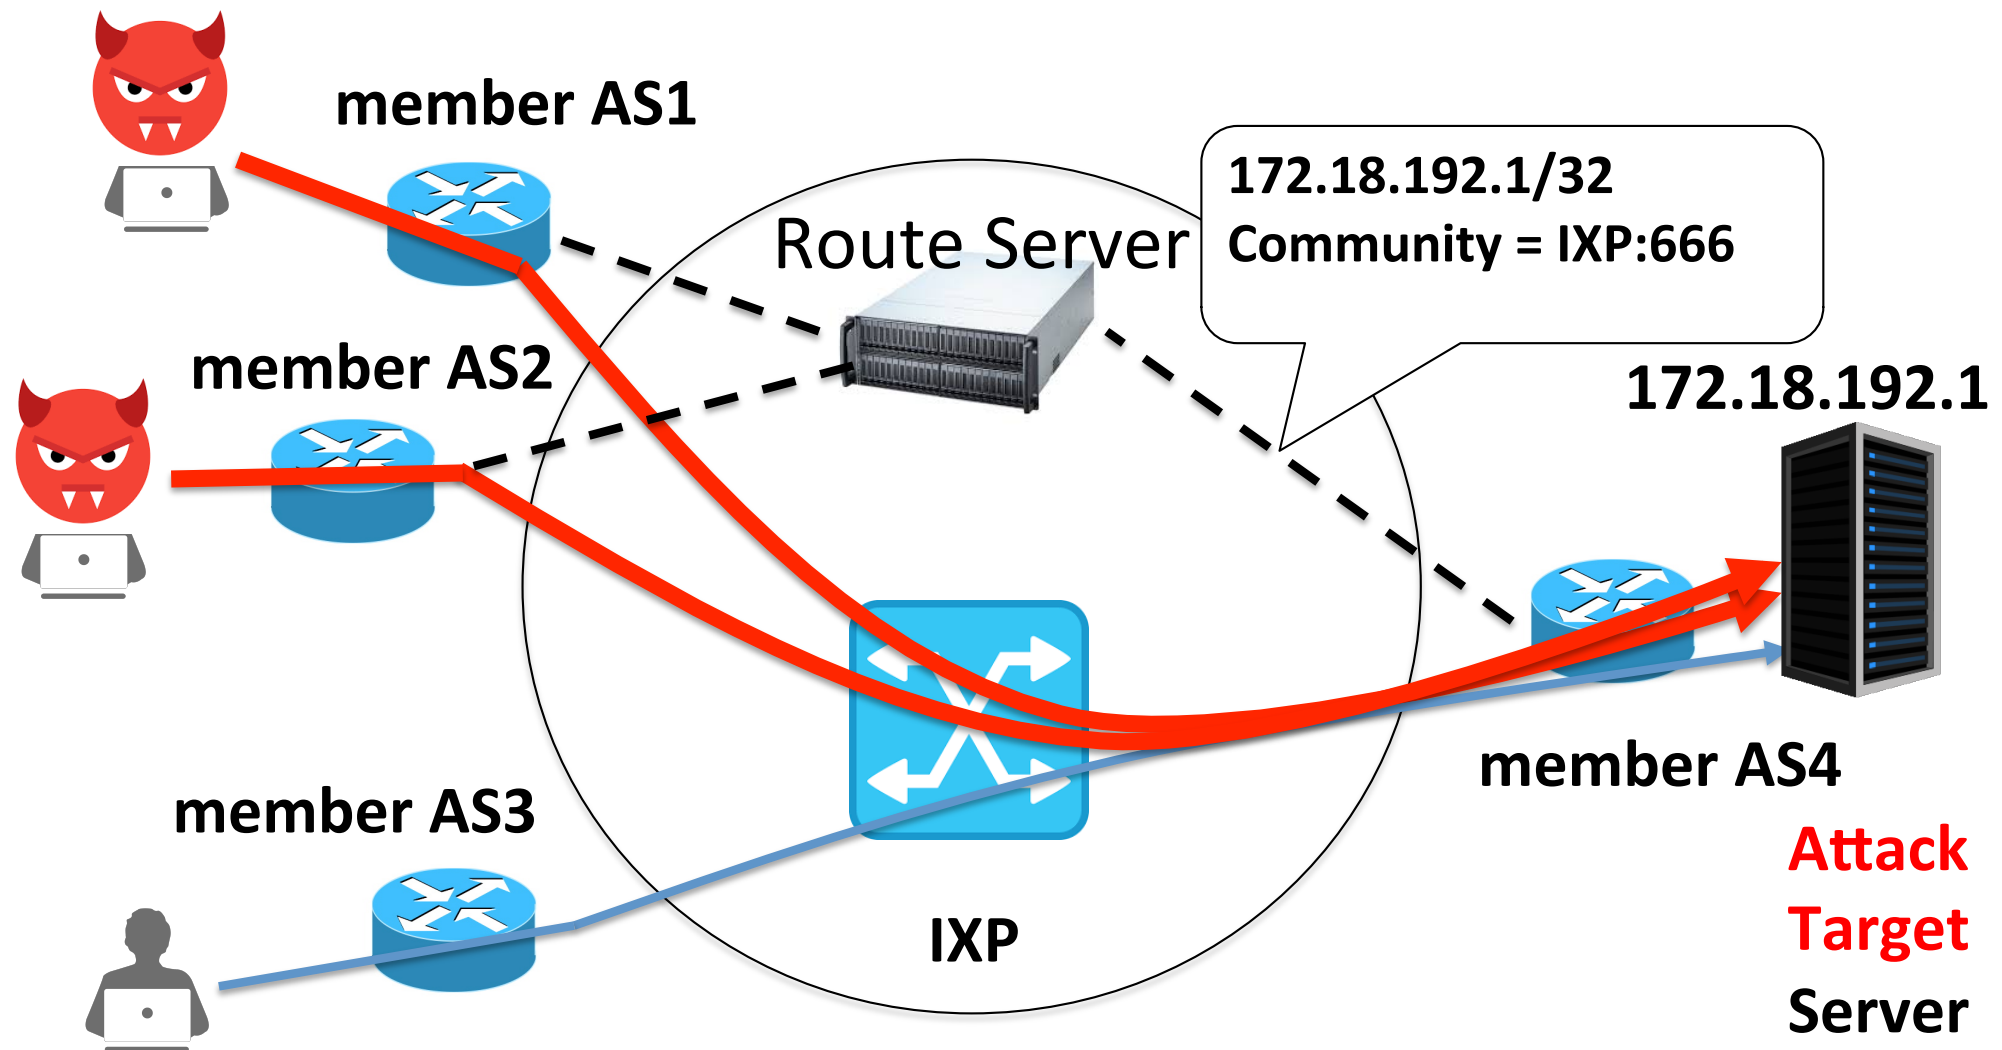 member AS1
172.18.192.1/32
Community = IXP:666
Route Server
member AS2
172.18.192.1
member AS4
member AS3
Attack
Target
Server
IXP